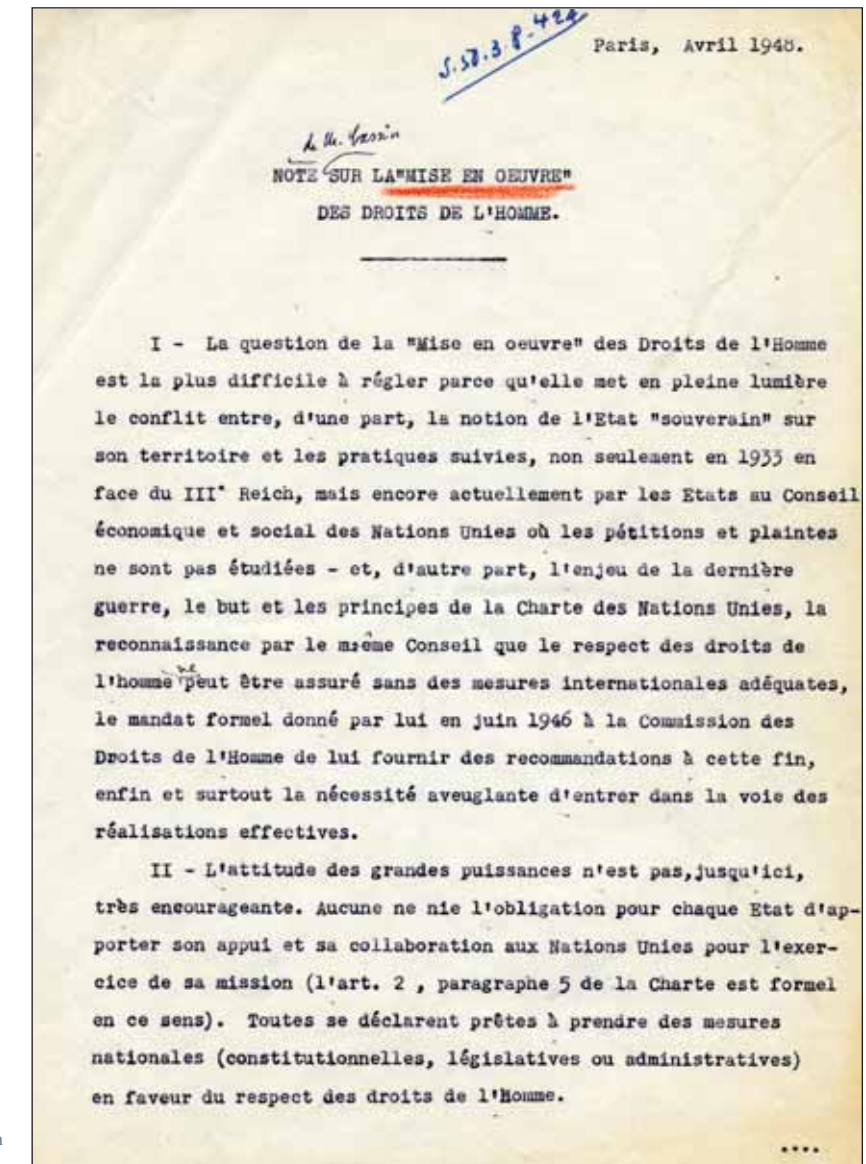 S.50.3.8-424
Paris, Avril 1948.
de M. Cassin
NOTE SUR LA"MISE EN OEUVRE"
DES DROITS DE L'HOMME.
I - La question de la "Mise en oeuvre" des Droits de l'Homme
est la plus difficile à régler parce qu'elle met en pleine lumière
le conflit entre, d'une part, la notion de l'Etat "souverain" sur
son territoire et les pratiques suivies, non seulement en 1933 en
face du III° Reich, mais encore actuellement par les Etats au Conseil
économique et social des Nations Unies où les pétitions et plaintes
ne sont pas étudiées - et, d'autre part, l'enjeu de la dernière
guerre, le but et les principes de la Charte des Nations Unies, la
reconnaissance par le même Conseil que le respect des droits de
l'homme ne peut être assuré sans des mesures internationales adéquates,
le mandat formel donné par lui en juin 1946 à la Commission des
Droits de l'Homme de lui fournir des recommandations à cette fin,
enfin et surtout la nécessité aveuglante d'entrer dans la voie des
réalisations effectives.
II - L'attitude des grandes puissances n'est pas,jusqu'ici,
très encourageante. Aucune ne nie l'obligation pour chaque Etat d'ap-
porter son appui et sa collaboration aux Nations Unies pour l'exer-
cice de sa mission (l'art. 2 , paragraphe 5 de la Charte est formel
en ce sens). Toutes se déclarent prêtes à prendre des mesures
nationales (constitutionnelles, législatives ou administratives)
en faveur du respect des droits de l'Homme.
....